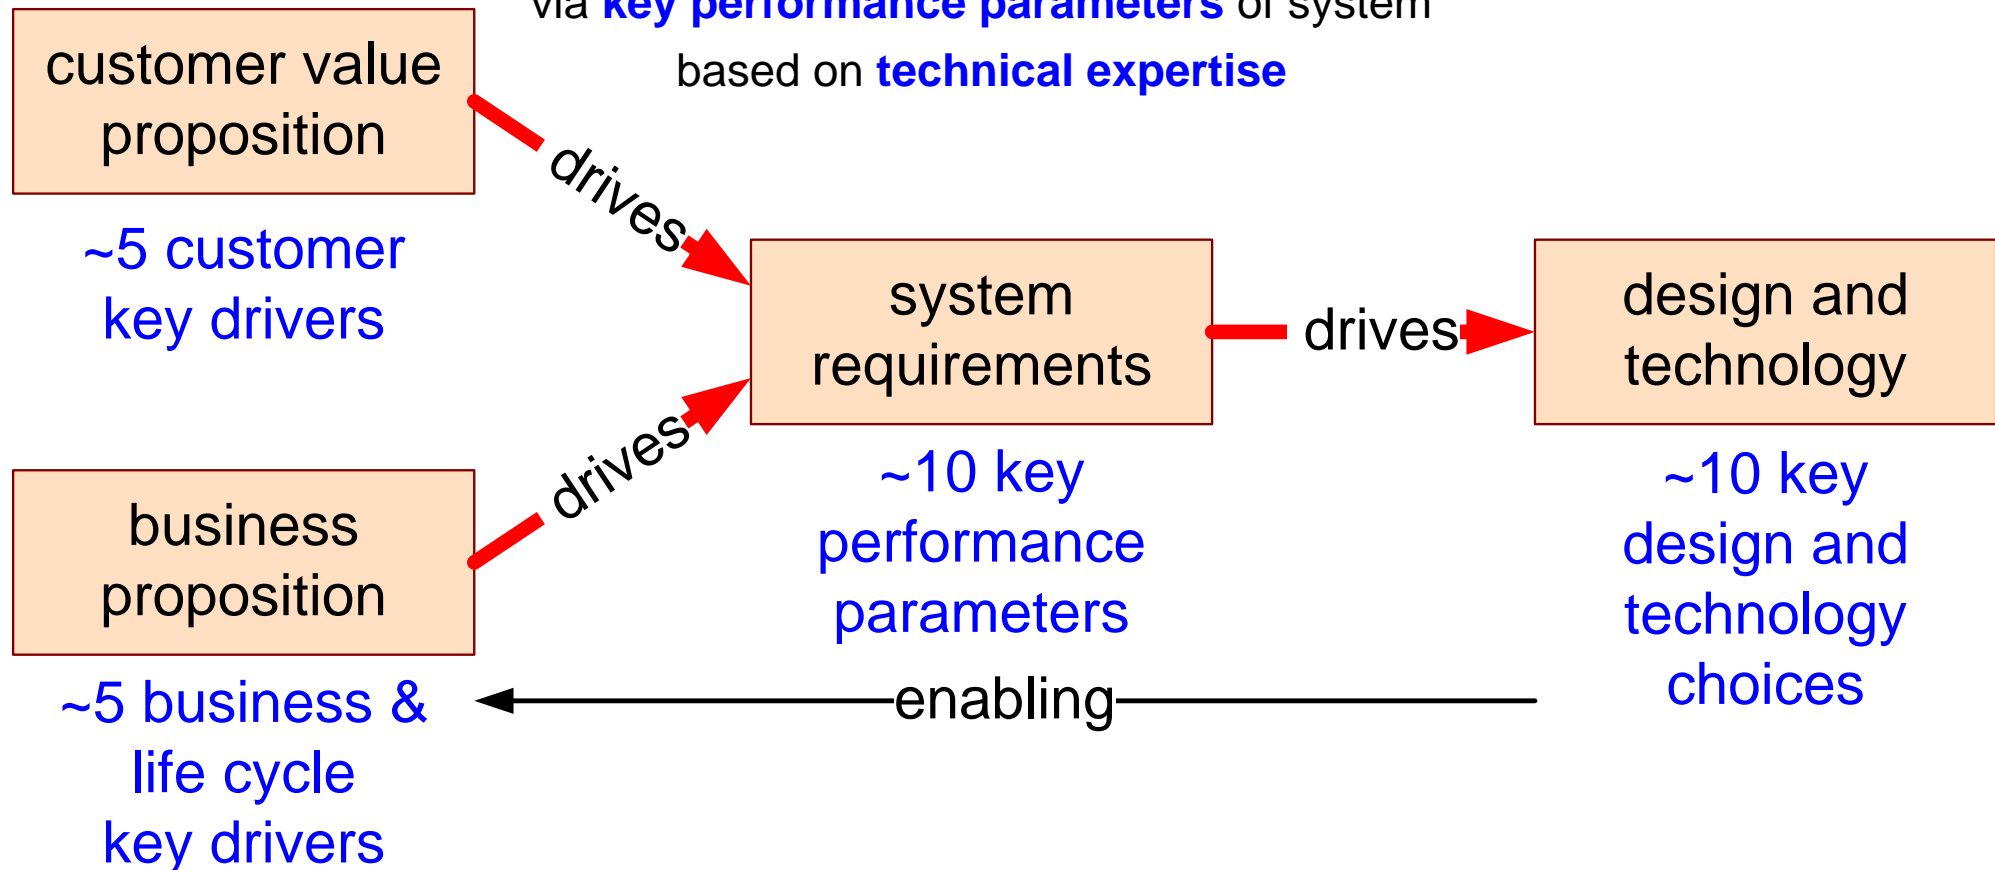 via key performance parameters of system
based on technical expertise
customer value
proposition
~5 customer
key drivers
drives
system
requirements
drives
design and
technology
drives
business
proposition
~10 key
performance
parameters
~10 key
design and
technology
choices
~5 business &
life cycle
key drivers
enabling